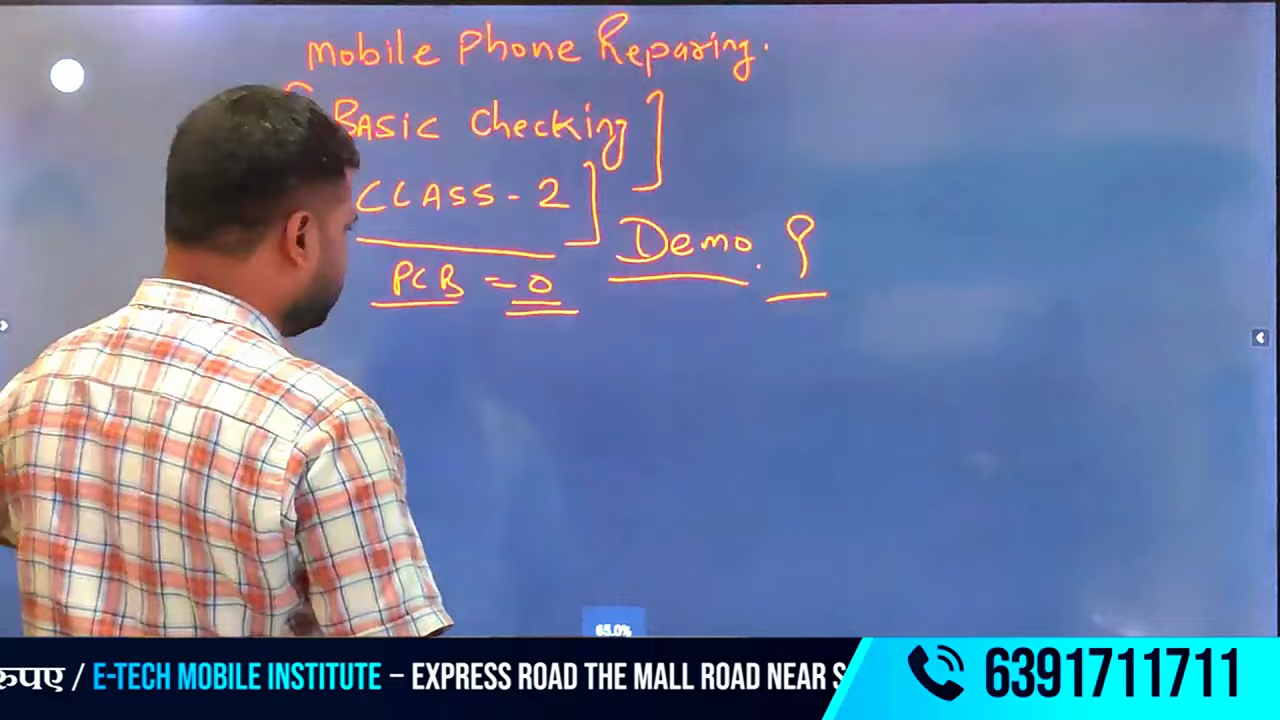 Mobile Phone Reparing.
BASIC Checking
CLASS-2
Demo. ?
PCB = 0
65.0%
रुपए / E-TECH MOBILE INSTITUTE – EXPRESS ROAD THE MALL ROAD NEAR
6391711711